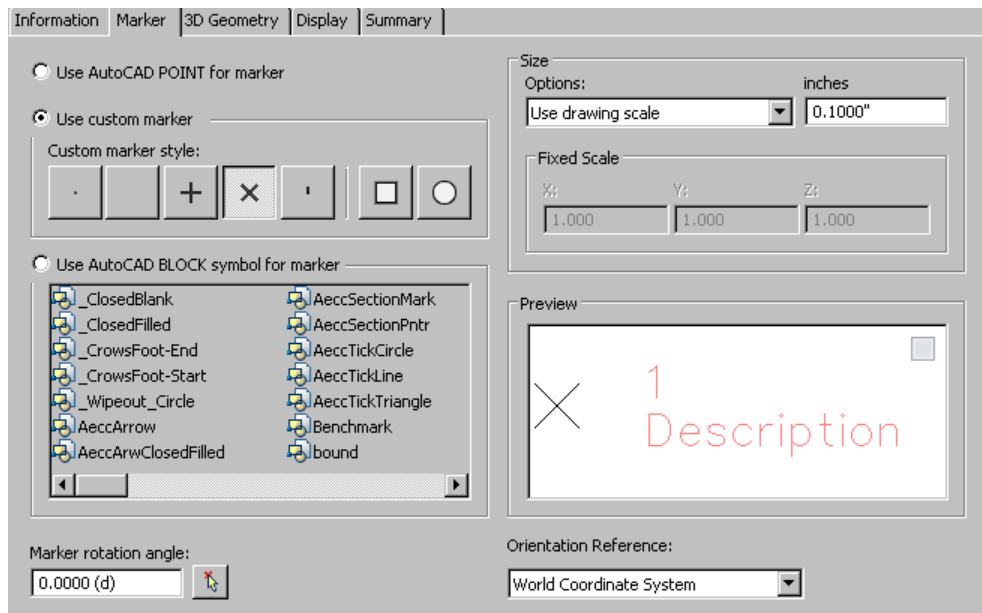 Information Marker 3D Geometry Display Summary
Use AutoCAD POINT for marker
Use custom marker
Custom marker style:
Use AutoCAD BLOCK symbol for marker
_ClosedBlank
_ClosedFilled
_CrowsFoot-End
_CrowsFoot-Start
_Wipeout_Circle
AeccArrow
AeccArwClosedFilled
AeccSectionMark
AeccSectionPntr
AeccTickCircle
AeccTickLine
AeccTickTriangle
Benchmark
bound
Marker rotation angle:
0.0000 (d)
Size
Options: inches
Use drawing scale 0.1000"
Fixed Scale
X: Y: Z:
1.000 1.000 1.000
Preview
1
Description
Orientation Reference:
World Coordinate System